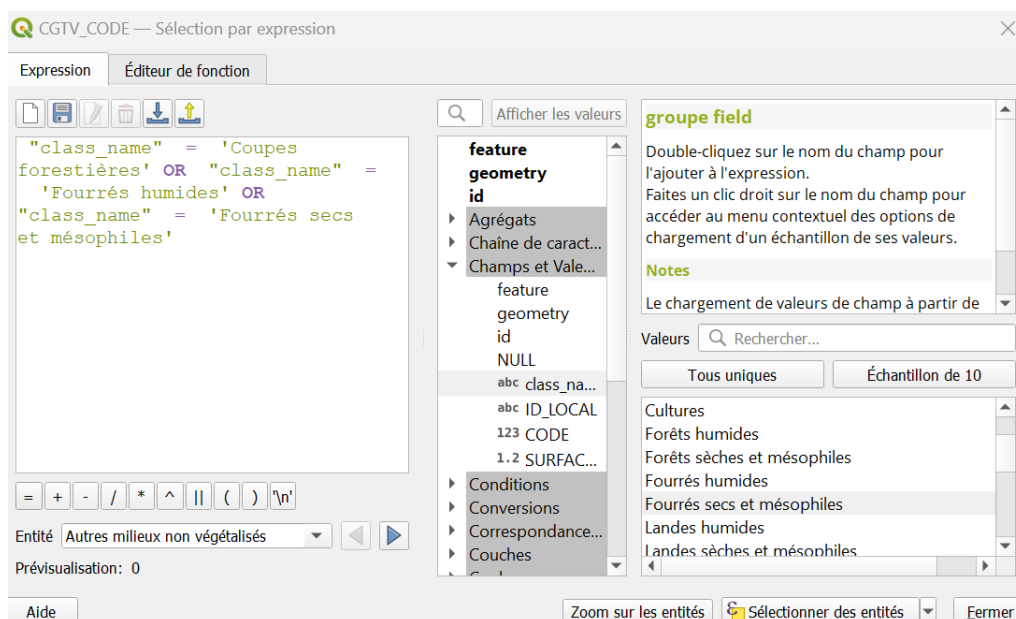 CGTV_CODE — Sélection par expression
Expression
Éditeur de fonction
"class_name" = 'Coupes
forestières' OR "class_name" =
'Fourrés humides' OR
"class_name" = 'Fourrés secs
et mésophiles'
= + - / * ^ || ( ) '\n'
Entité
Autres milieux non végétalisés
Prévisualisation: 0
Aide
Afficher les valeurs
feature
geometry
id
Agrégats
Chaîne de caract...
Champs et Vale...
feature
geometry
id
NULL
abc class_na...
abc ID_LOCAL
123 CODE
1.2 SURFAC...
Conditions
Conversions
Correspondance...
Couches
groupe field
Double-cliquez sur le nom du champ pour
l'ajouter à l'expression.
Faites un clic droit sur le nom du champ pour
accéder au menu contextuel des options de
chargement d'un échantillon de ses valeurs.
Notes
Le chargement de valeurs de champ à partir de
Valeurs
Rechercher...
Tous uniques
Échantillon de 10
Cultures
Forêts humides
Forêts sèches et mésophiles
Fourrés humides
Fourrés secs et mésophiles
Landes humides
Landes sèches et mésophiles
Zoom sur les entités
Sélectionner des entités
Fermer